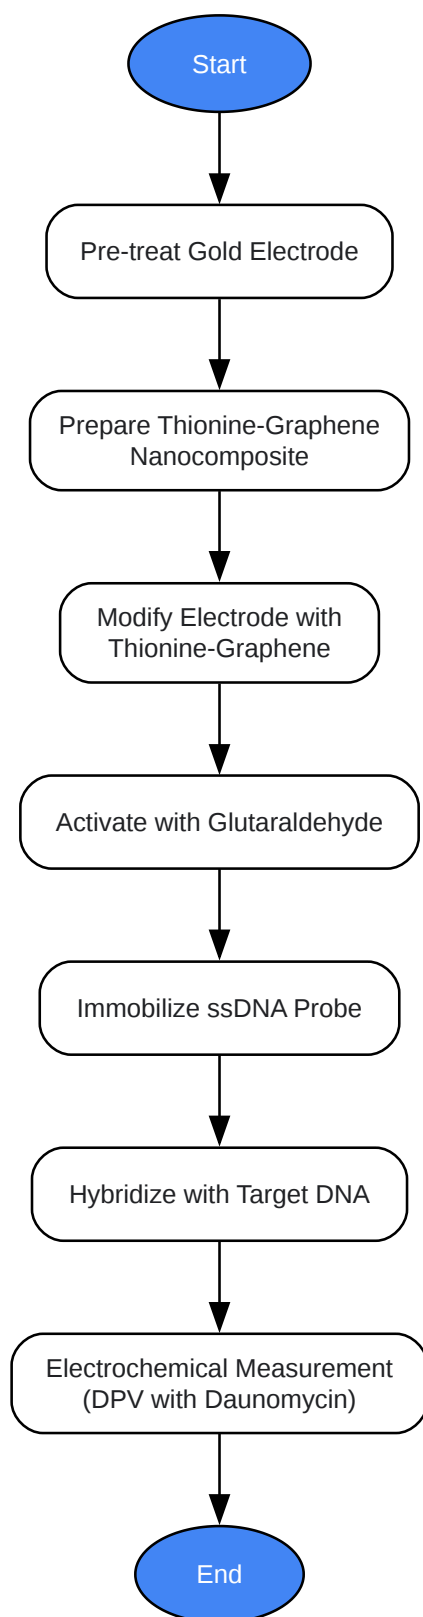 Start
Pre-treat Gold Electrode
Prepare Thionine-Graphene
Nanocomposite
Modify Electrode with
Thionine-Graphene
Activate with Glutaraldehyde
Immobilize ssDNA Probe
Hybridize with Target DNA
Electrochemical Measurement
(DPV with Daunomycin)
End